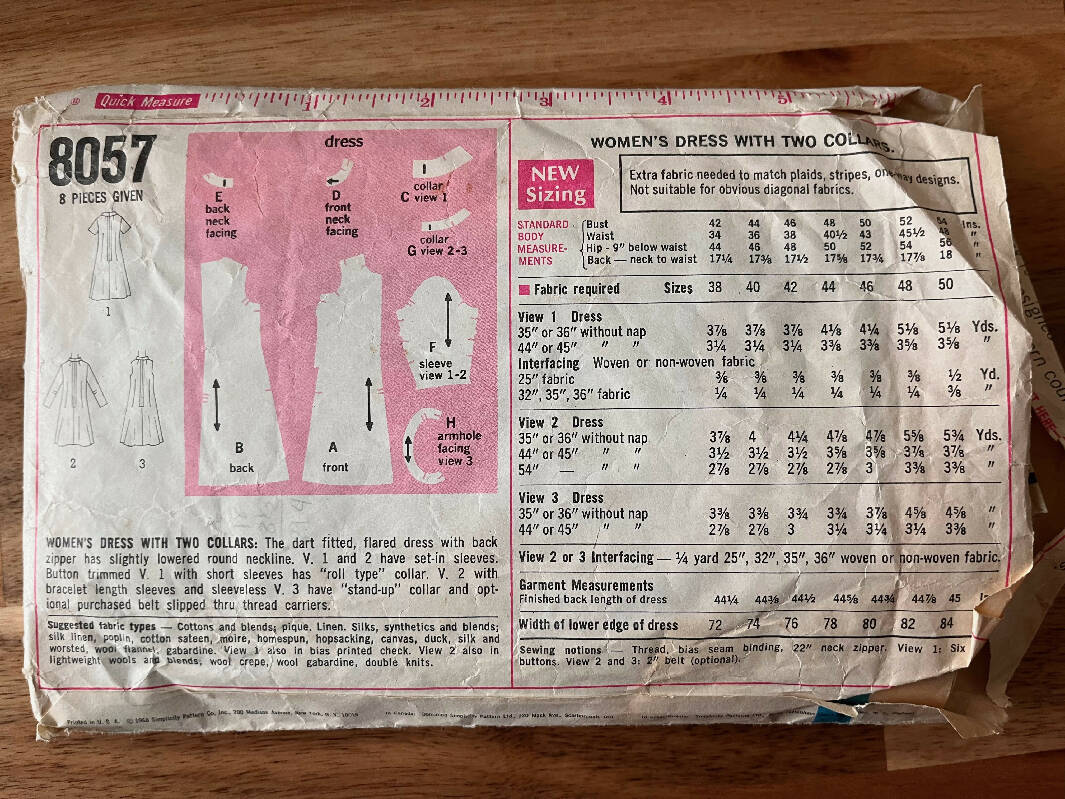 ® Quick Measure 1 2 3 4 5
8057
8 PIECES GIVEN
1
2
3
dress
E
back
neck
facing
D
front
neck
facing
collar
C view 1
collar
G view 2-3
F
sleeve
view 1-2
H
armhole
facing
view 3
B
back
A
front
WOMEN'S DRESS WITH TWO COLLARS: The dart fitted, flared dress with back
zipper has slightly lowered round neckline. V. 1 and 2 have set-in sleeves.
Button trimmed V. 1 with short sleeves has "roll type" collar. V. 2 with
bracelet length sleeves and sleeveless V. 3 have "stand-up" collar and opt-
ional purchased belt slipped thru thread carriers.
Suggested fabric types — Cottons and blends; pique. Linen. Silks, synthetics and blends;
silk linen, poplin, cotton sateen, moire, homespun, hopsacking, canvas, duck, silk and
worsted, wool flannel, gabardine. View 1 also in bias printed check. View 2 also in
lightweight wools and blends; wool crepe, wool gabardine, double knits.
WOMEN'S DRESS WITH TWO COLLARS.
NEW
Sizing
Extra fabric needed to match plaids, stripes, one-way designs.
Not suitable for obvious diagonal fabrics.
STANDARD
BODY
MEASURE-
MENTS
Bust 42 44 46 48 50 52 54 Ins.
Waist 34 36 38 40½ 43 45½ 48 "
Hip - 9" below waist 44 46 48 50 52 54 56 "
Back — neck to waist 17¼ 17⅜ 17½ 17⅝ 17¾ 17⅞ 18 "
Fabric required Sizes 38 40 42 44 46 48 50
View 1 Dress
35" or 36" without nap 3⅞ 3⅞ 3⅞ 4⅛ 4¼ 5⅛ 5⅛ Yds.
44" or 45" " " 3¼ 3¼ 3¼ 3⅜ 3⅜ 3⅝ 3⅝ "
Interfacing Woven or non-woven fabric
25" fabric ⅜ ⅜ ⅜ ⅜ ⅜ ⅜ ½ Yd.
32", 35", 36" fabric ¼ ¼ ¼ ¼ ¼ ¼ ⅜ "
View 2 Dress
35" or 36" without nap 3⅞ 4 4¼ 4⅞ 4⅞ 5⅝ 5¾ Yds.
44" or 45" " " 3½ 3½ 3½ 3⅝ 3⅝ 3⅞ 3⅞ "
54" — " " 2⅞ 2⅞ 2⅞ 2⅞ 3 3⅜ 3⅜ "
View 3 Dress
35" or 36" without nap 3⅜ 3⅜ 3¾ 3¾ 3⅞ 4⅝ 4⅝ "
44" or 45" " " 2⅞ 2⅞ 3 3¼ 3¼ 3¼ 3⅜ "
View 2 or 3 Interfacing — ¼ yard 25", 32", 35", 36" woven or non-woven fabric.
Garment Measurements
Finished back length of dress 44¼ 44⅜ 44½ 44⅝ 44¾ 44⅞ 45
Width of lower edge of dress 72 74 76 78 80 82 84
Sewing notions — Thread, bias seam binding, 22" neck zipper. View 1: Six
buttons. View 2 and 3: 2" belt (optional).
Printed in U. S. A. © 1968 Simplicity Pattern Co., Inc., 200 Madison Avenue, New York, N. Y. 10016